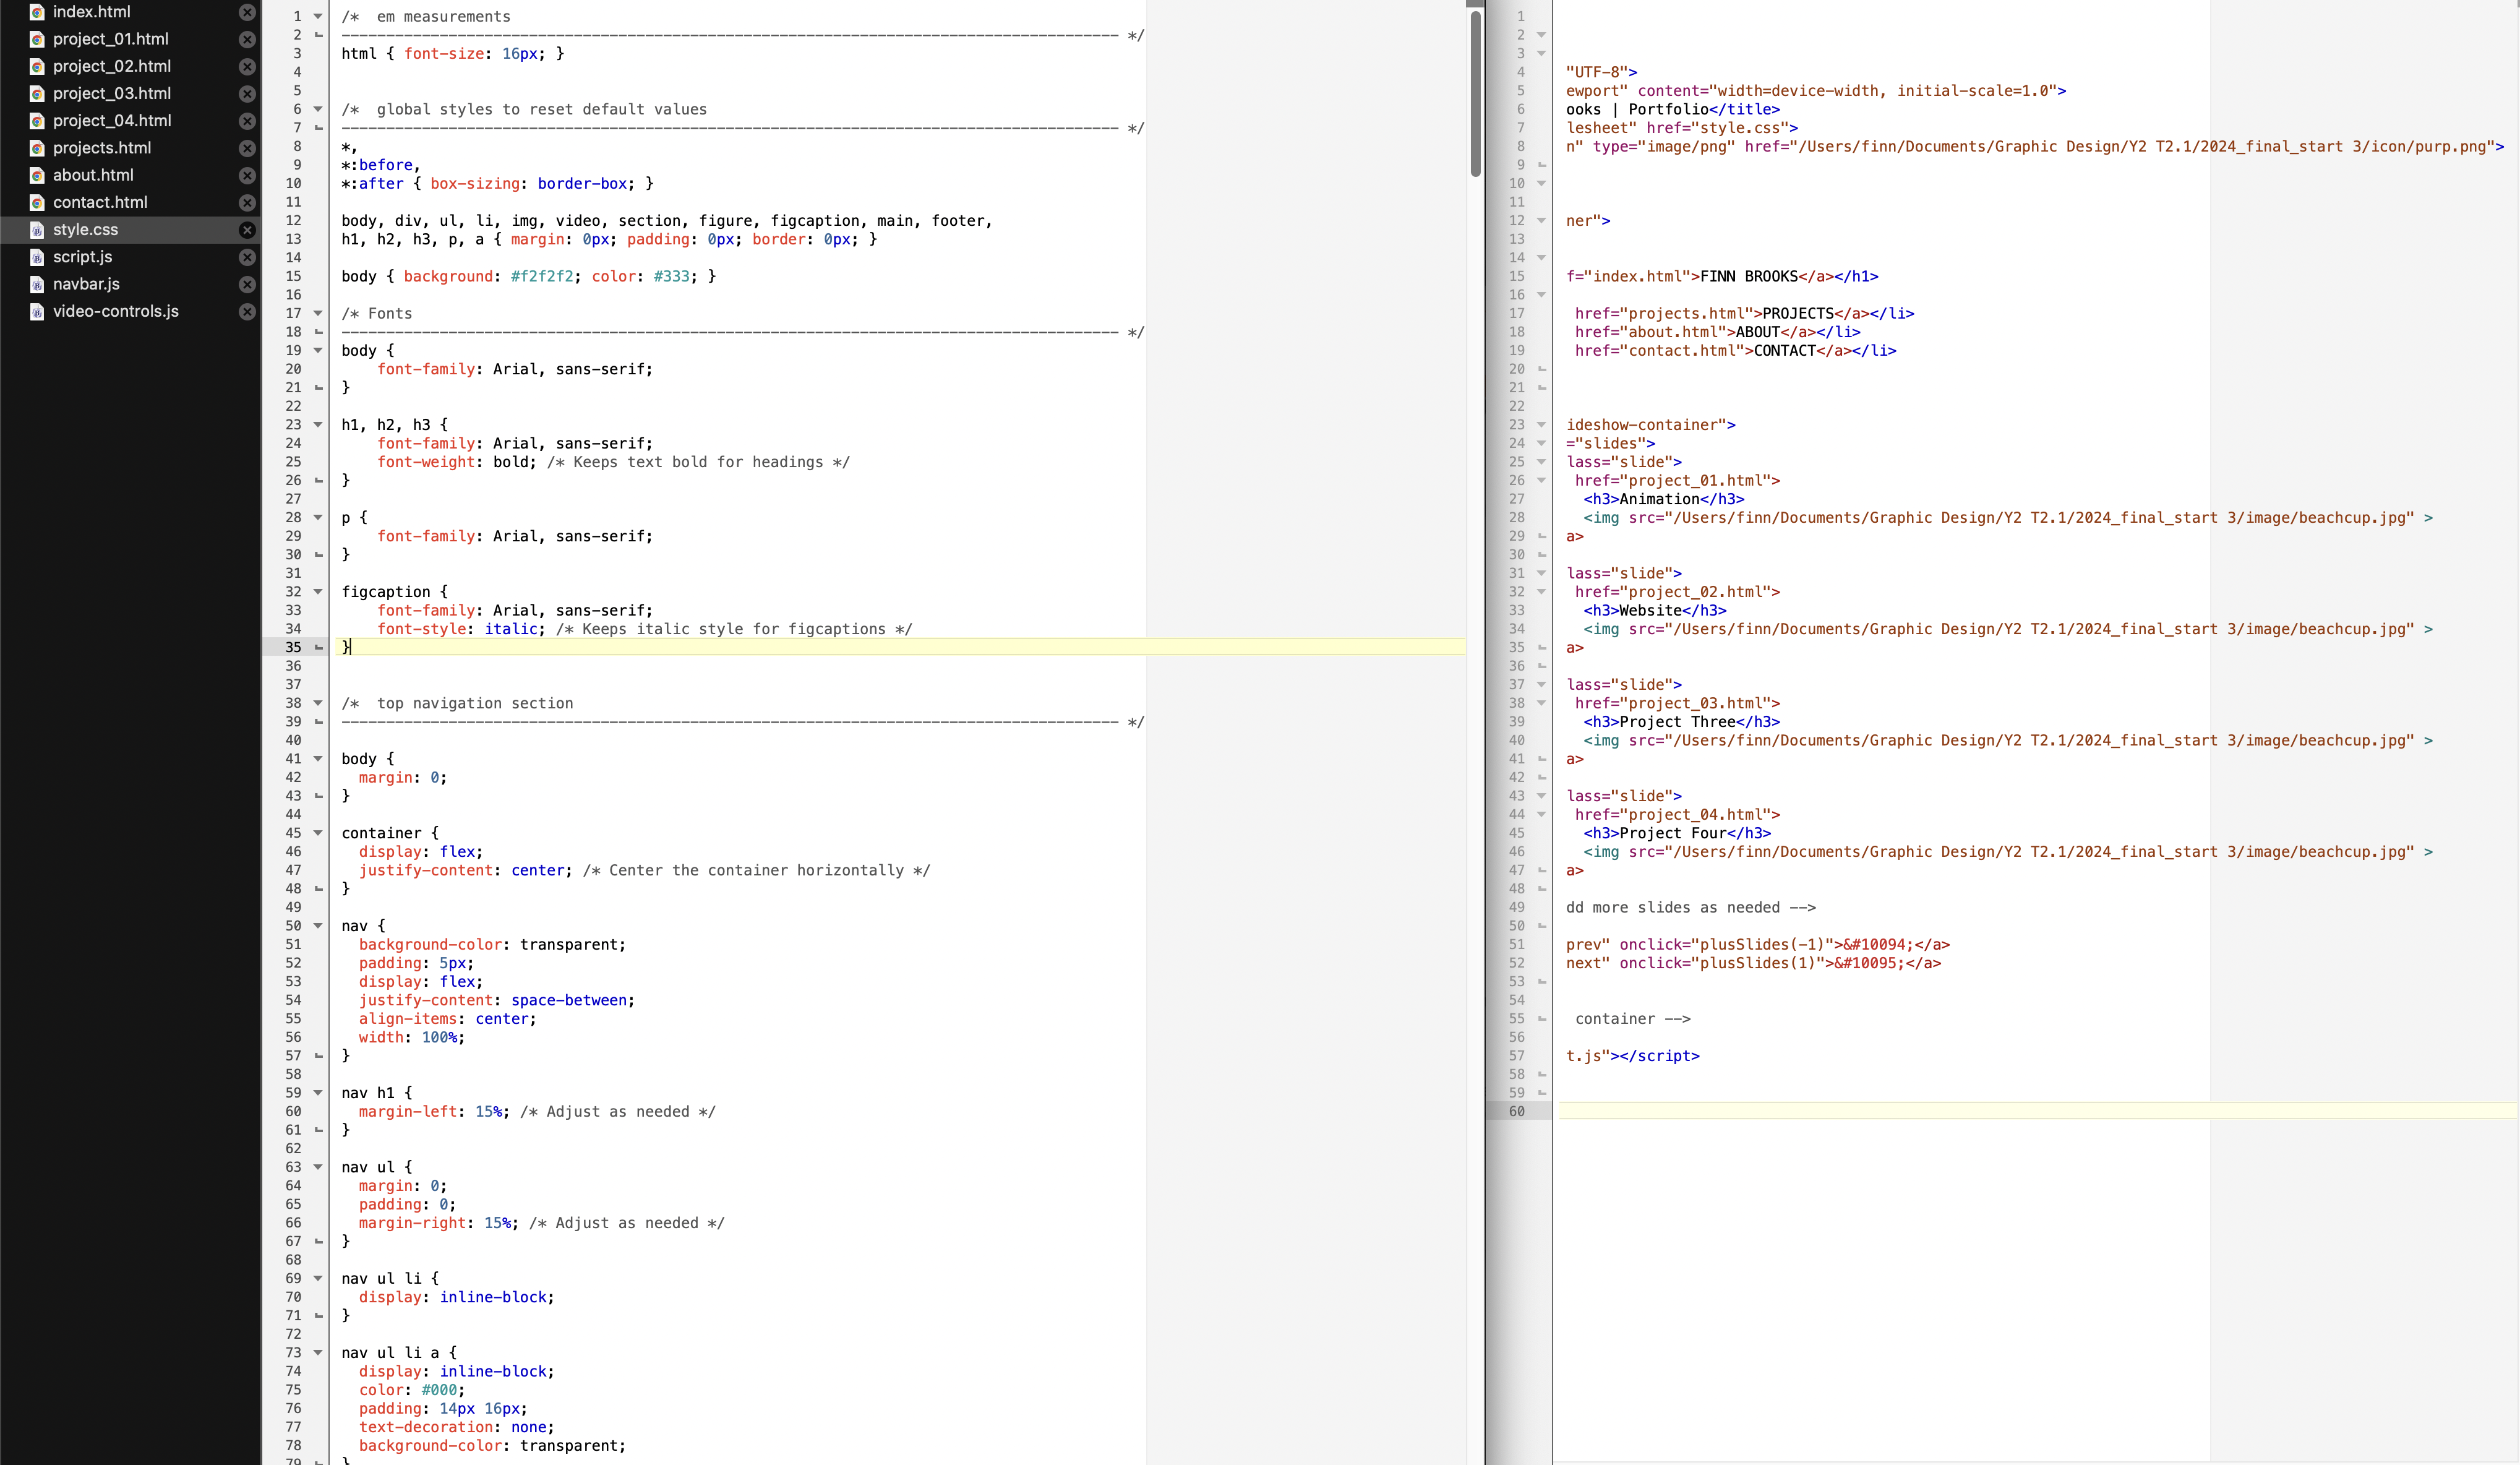 index.html
project_01.html
project_02.html
project_03.html
project_04.html
projects.html
about.html
contact.html
style.css
script.js
navbar.js
video-controls.js
1 /*  em measurements
2 --------------------------------------------------------------------------------------- */
3 html { font-size: 16px; }
4
5
6 /*  global styles to reset default values
7 --------------------------------------------------------------------------------------- */
8 *,
9 *:before,
10 *:after { box-sizing: border-box; }
11
12 body, div, ul, li, img, video, section, figure, figcaption, main, footer,
13 h1, h2, h3, p, a { margin: 0px; padding: 0px; border: 0px; }
14
15 body { background: #f2f2f2; color: #333; }
16
17 /* Fonts
18 --------------------------------------------------------------------------------------- */
19 body {
20     font-family: Arial, sans-serif;
21 }
22
23 h1, h2, h3 {
24     font-family: Arial, sans-serif;
25     font-weight: bold; /* Keeps text bold for headings */
26 }
27
28 p {
29     font-family: Arial, sans-serif;
30 }
31
32 figcaption {
33     font-family: Arial, sans-serif;
34     font-style: italic; /* Keeps italic style for figcaptions */
35 }
36
37
38 /*  top navigation section
39 --------------------------------------------------------------------------------------- */
40
41 body {
42   margin: 0;
43 }
44
45 container {
46   display: flex;
47   justify-content: center; /* Center the container horizontally */
48 }
49
50 nav {
51   background-color: transparent;
52   padding: 5px;
53   display: flex;
54   justify-content: space-between;
55   align-items: center;
56   width: 100%;
57 }
58
59 nav h1 {
60   margin-left: 15%; /* Adjust as needed */
61 }
62
63 nav ul {
64   margin: 0;
65   padding: 0;
66   margin-right: 15%; /* Adjust as needed */
67 }
68
69 nav ul li {
70   display: inline-block;
71 }
72
73 nav ul li a {
74   display: inline-block;
75   color: #000;
76   padding: 14px 16px;
77   text-decoration: none;
78   background-color: transparent;
79 }
1
2
3
4 "UTF-8">
5 ewport" content="width=device-width, initial-scale=1.0">
6 ooks | Portfolio</title>
7 lesheet" href="style.css">
8 n" type="image/png" href="/Users/finn/Documents/Graphic Design/Y2 T2.1/2024_final_start 3/icon/purp.png">
9
10
11
12 ner">
13
14
15 f="index.html">FINN BROOKS</a></h1>
16
17  href="projects.html">PROJECTS</a></li>
18  href="about.html">ABOUT</a></li>
19  href="contact.html">CONTACT</a></li>
20
21
22
23 ideshow-container">
24 ="slides">
25 lass="slide">
26  href="project_01.html">
27   <h3>Animation</h3>
28   <img src="/Users/finn/Documents/Graphic Design/Y2 T2.1/2024_final_start 3/image/beachcup.jpg" >
29 a>
30
31 lass="slide">
32  href="project_02.html">
33   <h3>Website</h3>
34   <img src="/Users/finn/Documents/Graphic Design/Y2 T2.1/2024_final_start 3/image/beachcup.jpg" >
35 a>
36
37 lass="slide">
38  href="project_03.html">
39   <h3>Project Three</h3>
40   <img src="/Users/finn/Documents/Graphic Design/Y2 T2.1/2024_final_start 3/image/beachcup.jpg" >
41 a>
42
43 lass="slide">
44  href="project_04.html">
45   <h3>Project Four</h3>
46   <img src="/Users/finn/Documents/Graphic Design/Y2 T2.1/2024_final_start 3/image/beachcup.jpg" >
47 a>
48
49 dd more slides as needed -->
50
51 prev" onclick="plusSlides(-1)">&#10094;</a>
52 next" onclick="plusSlides(1)">&#10095;</a>
53
54
55  container -->
56
57 t.js"></script>
58
59
60